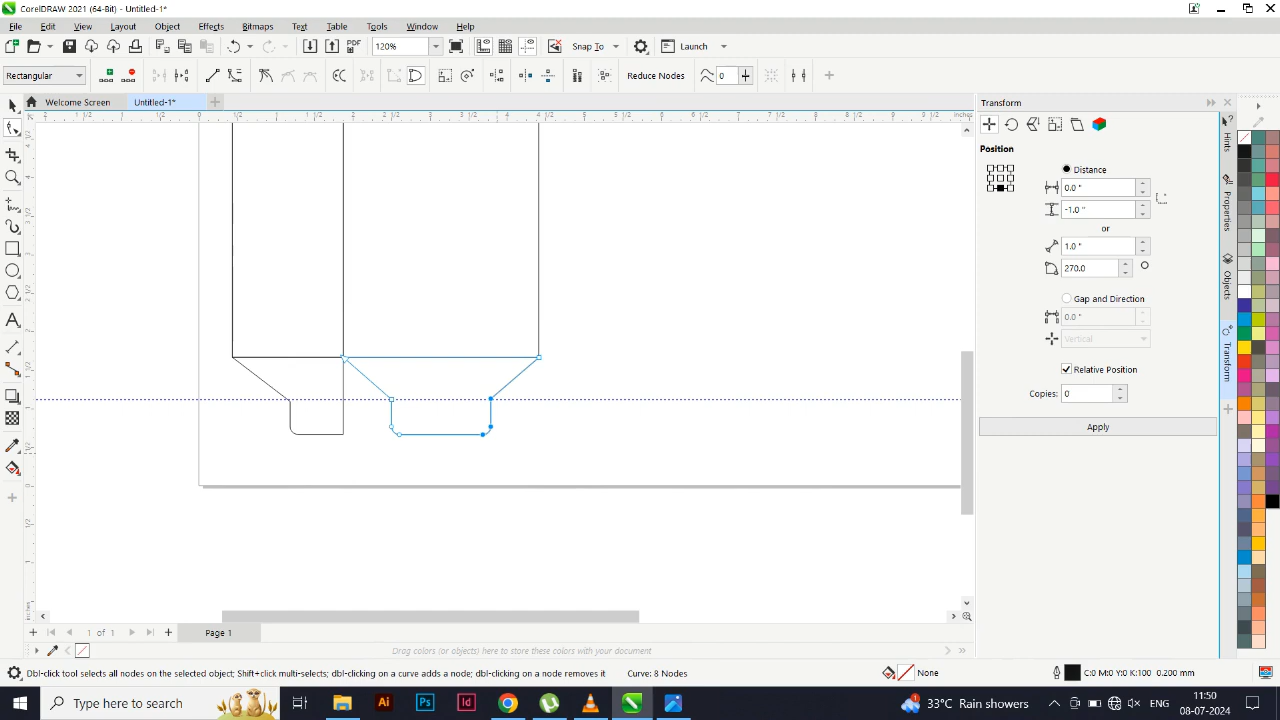 CorelDRAW 2021 (64-Bit) - Untitled-1*
File Edit View Layout Object Effects Bitmaps Text Table Tools Window Help
PDF 120% Snap To Launch
Rectangular Reduce Nodes 0
Welcome Screen Untitled-1*
inches
Transform
Position
Distance
0.0 "
-1.0 "
or
1.0 "
270.0
Gap and Direction
0.0 "
Vertical
Relative Position
Copies: 0
Apply
Hints
Properties
Objects
Transform
1 of 1 Page 1
Drag colors (or objects) here to store these colors with your document
Dbl-click tool selects all nodes on the selected object; Shift+click multi-selects; dbl-clicking on a curve adds a node; dbl-clicking on a node removes it Curve: 8 Nodes None C:0 M:0 Y:0 K:100 0.200 mm
Type here to search Ai Ps Id 33°C Rain showers ENG 11:50
08-07-2024